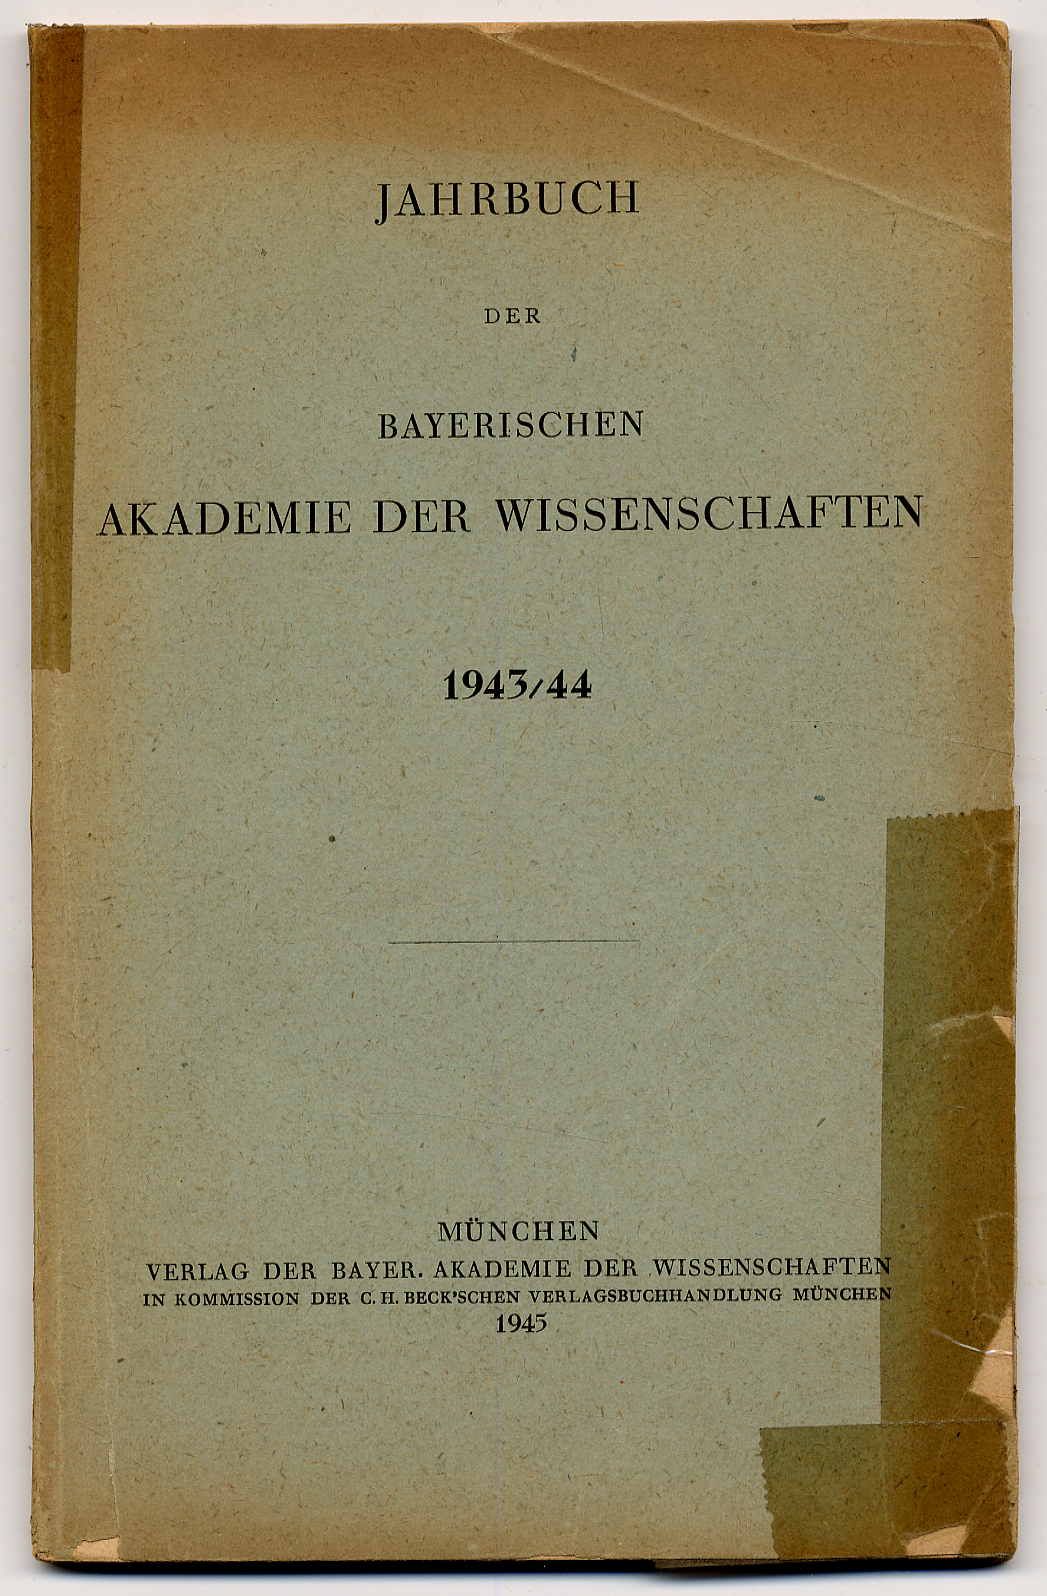 JAHRBUCH
DER
BAYERISCHEN
AKADEMIE DER WISSENSCHAFTEN
1943/44
MÜNCHEN
VERLAG DER BAYER. AKADEMIE DER WISSENSCHAFTEN
IN KOMMISSION DER C. H. BECK'SCHEN VERLAGSBUCHHANDLUNG MÜNCHEN
1945